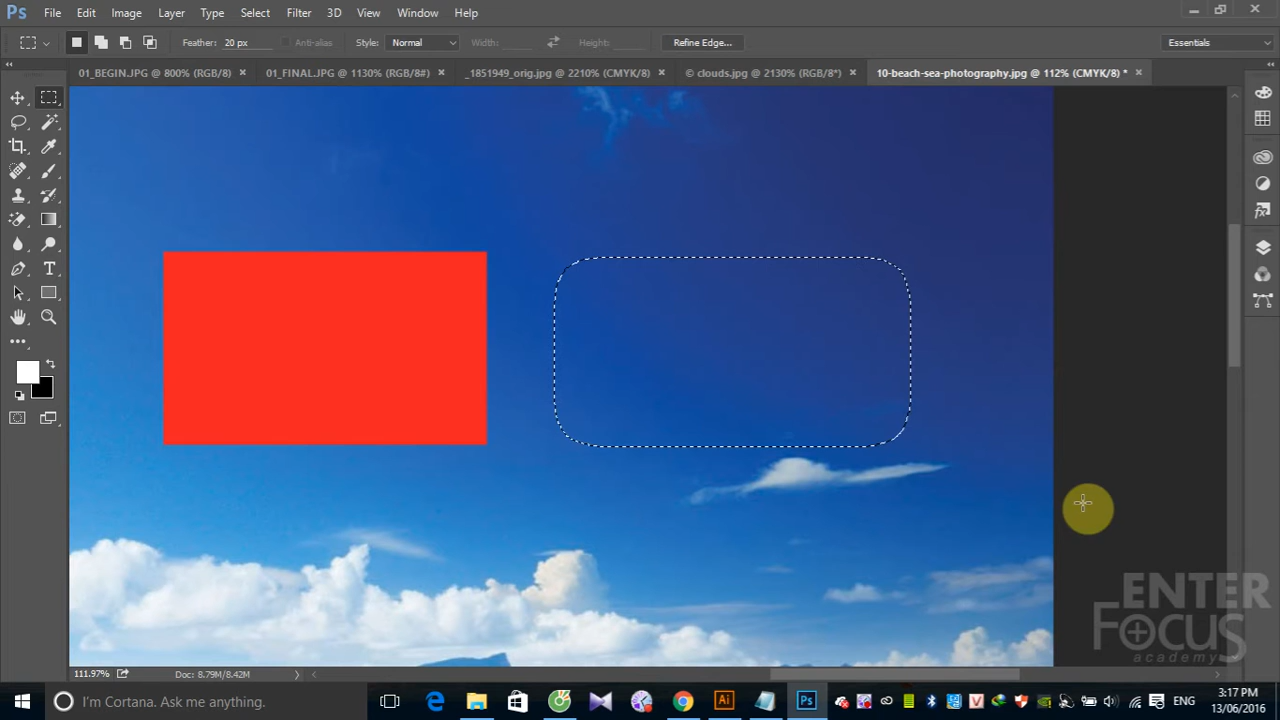 Ps File Edit Image Layer Type Select Filter 3D View Window Help
Feather: 20 px Anti-alias Style: Normal Width: Height: Refine Edge... Essentials
01_BEGIN.JPG @ 800% (RGB/8) × 01_FINAL.JPG @ 1130% (RGB/8#) × _1851949_orig.jpg @ 2210% (CMYK/8) × © clouds.jpg @ 2130% (RGB/8*) × 10-beach-sea-photography.jpg @ 112% (CMYK/8) * ×
ENTER
FOCUS
academy
111.97% Doc: 8.79M/8.42M
I'm Cortana. Ask me anything. Ai Ps ENG 3:17 PM
13/06/2016